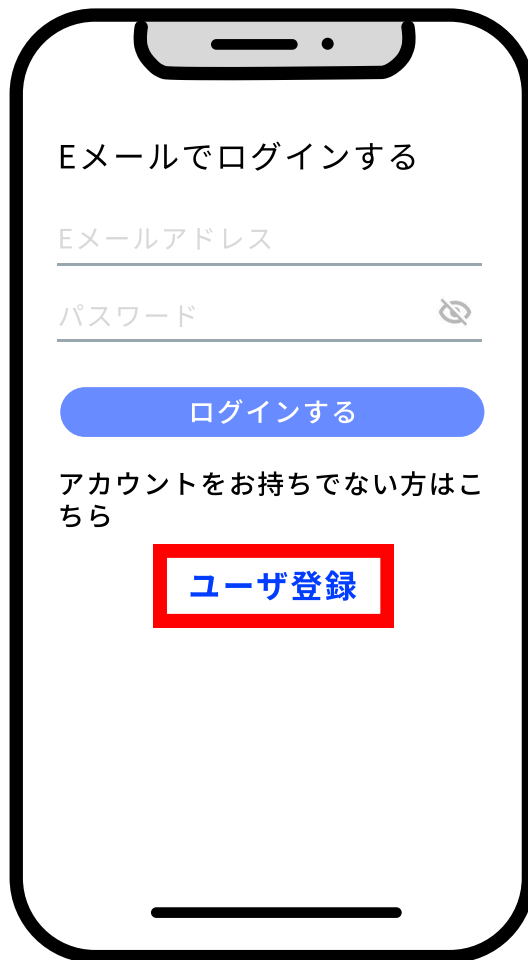 Eメールでログインする
Eメールアドレス
パスワード
ログインする
アカウントをお持ちでない方はこ
ちら
ユーザ登録